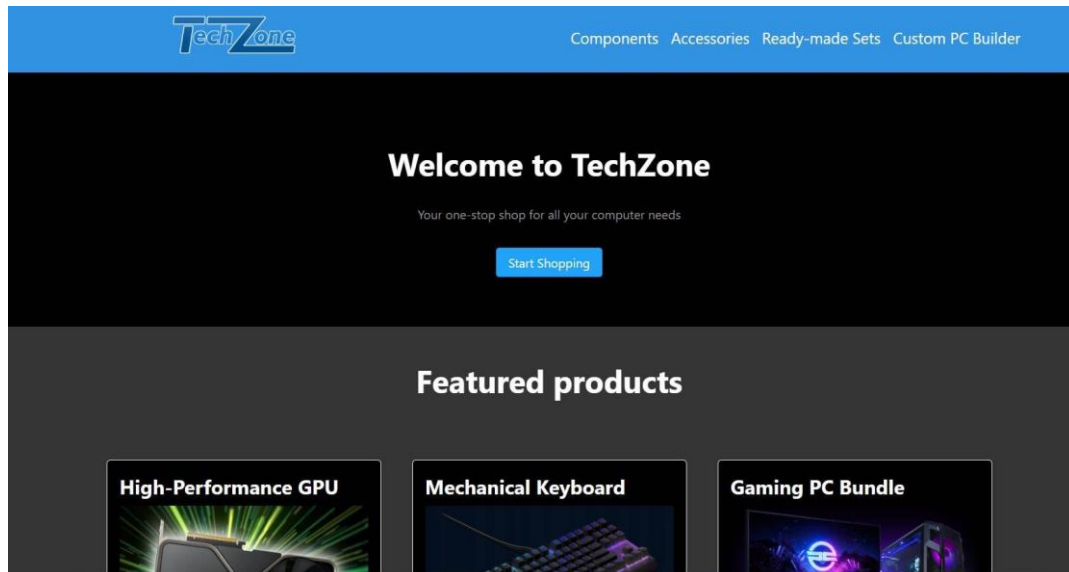 TechZone
Components Accessories Ready-made Sets Custom PC Builder
Welcome to TechZone
Your one-stop shop for all your computer needs
Start Shopping
Featured products
High-Performance GPU
Mechanical Keyboard
Gaming PC Bundle